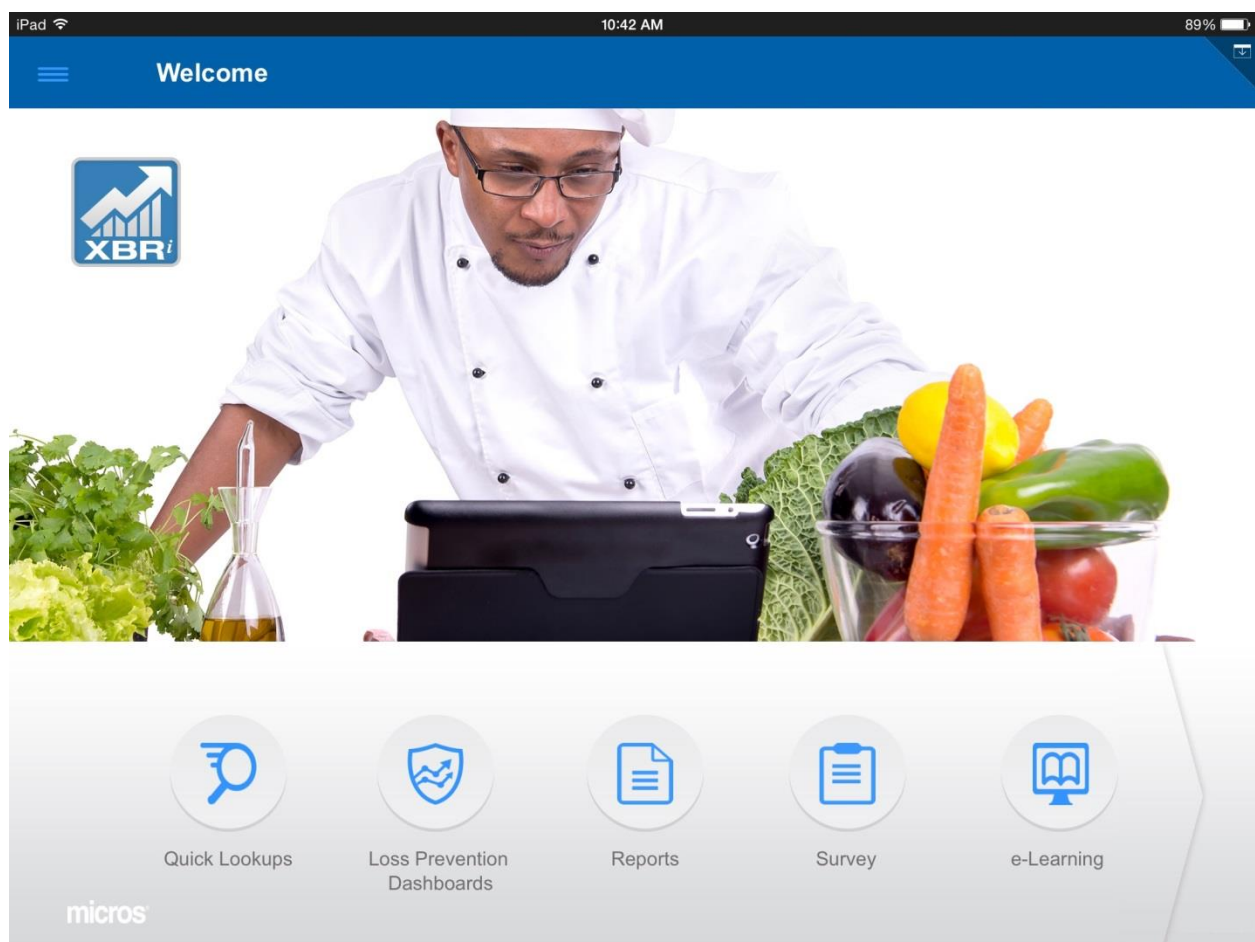 iPad 10:42 AM 89%
Welcome
XBRi
Quick Lookups
Loss Prevention
Dashboards
Reports
Survey
e-Learning
micros